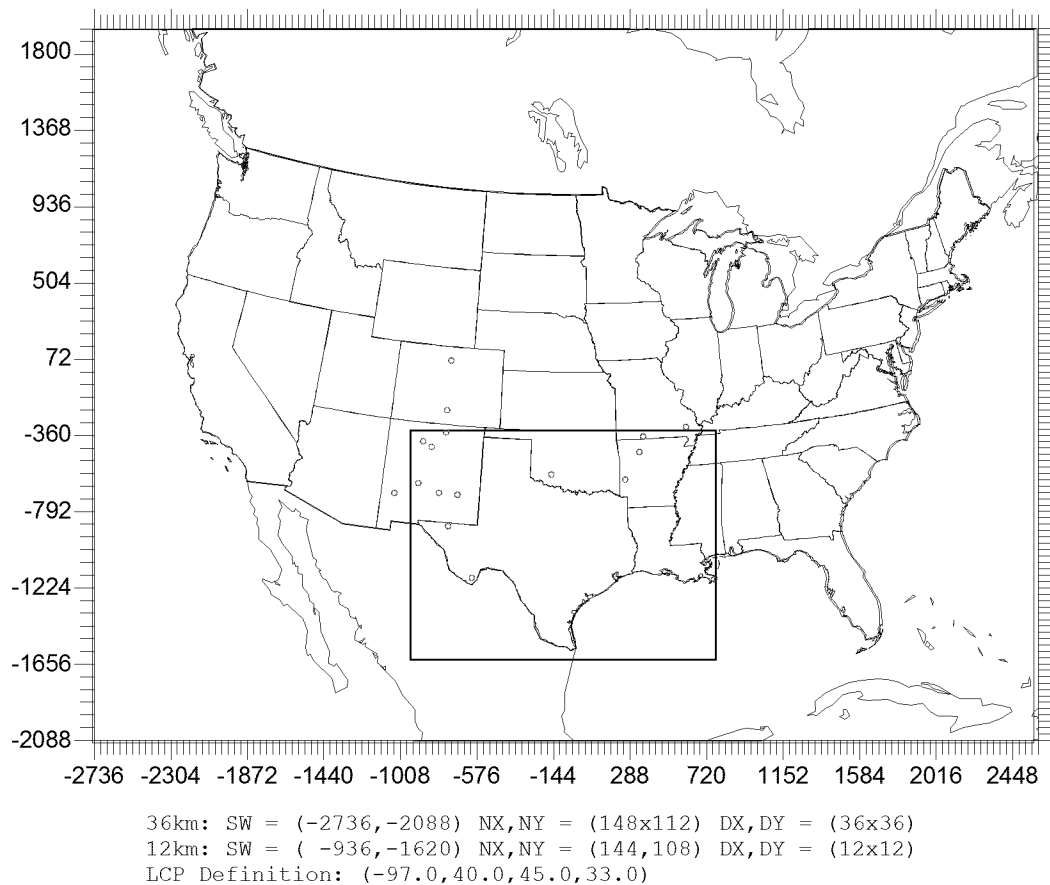 1800
1368
936
504
72
-360
-792
-1224
-1656
-2088
-2736 -2304 -1872 -1440 -1008 -576 -144 288 720 1152 1584 2016 2448
36km: SW = (-2736,-2088) NX,NY = (148x112) DX,DY = (36x36)
12km: SW = ( -936,-1620) NX,NY = (144,108) DX,DY = (12x12)
LCP Definition: (-97.0,40.0,45.0,33.0)